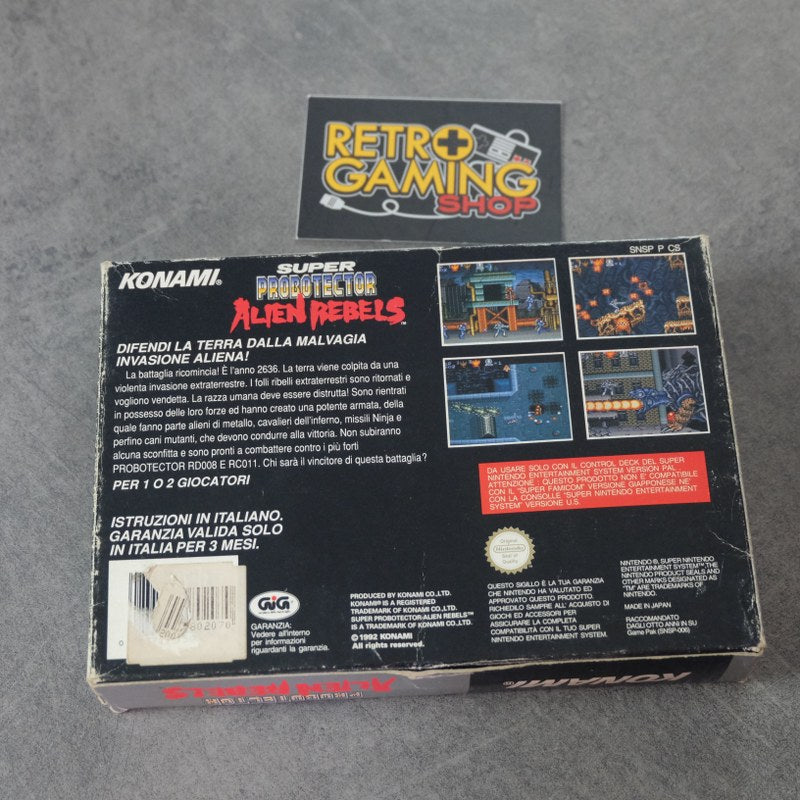 RETRO
GAMING
SHOP
SNSP P CS
KONAMI®
SUPER
PROBOTECTOR
ALIEN REBELS™
DIFENDI LA TERRA DALLA MALVAGIA
INVASIONE ALIENA!
La battaglia ricomincia! È l'anno 2636. La terra viene colpita da una
violenta invasione extraterrestre. I folli ribelli extraterrestri sono ritornati e
vogliono vendetta. La razza umana deve essere distrutta! Sono rientrati
in possesso delle loro forze ed hanno creato una potente armata, della
quale fanno parte alieni di metallo, cavalieri dell'inferno, missili Ninja e
perfino cani mutanti, che devono condurre alla vittoria. Non subiranno
alcuna sconfitta e sono pronti a combattere contro i più forti
PROBOTECTOR RD008 E RC011. Chi sarà il vincitore di questa battaglia?
PER 1 O 2 GIOCATORI
DA USARE SOLO CON IL CONTROL DECK DEL SUPER
NINTENDO ENTERTAINMENT SYSTEM VERSION PAL
ATTENZIONE : QUESTO PRODOTTO NON E' COMPATIBILE
CON IL "SUPER FAMICOM" VERSIONE GIAPPONESE NE'
CON LA CONSOLLE "SUPER NINTENDO ENTERTAINMENT
SYSTEM" VERSIONE U.S.
ISTRUZIONI IN ITALIANO.
GARANZIA VALIDA SOLO
IN ITALIA PER 3 MESI.
GiG
GARANZIA:
Vedere all'interno
per informazioni
riguardanti la garanzia.
PRODUCED BY KONAMI CO.,LTD.
KONAMI® IS A REGISTERED
TRADEMARK OF KONAMI CO.,LTD.
SUPER PROBOTECTOR-ALIEN REBELS™
IS A TRADEMARK OF KONAMI CO.,LTD.
© 1992 KONAMI
All rights reserved.
Original
Nintendo
Seal of
Quality
QUESTO SIGILLO È LA TUA GARANZIA
CHE NINTENDO HA VALUTATO ED
APPROVATO QUESTO PRODOTTO.
RICHIEDILO SEMPRE ALL' ACQUISTO DI
GIOCHI ED ACCESSORI PER
ASSICURARE LA COMPLETA
COMPATIBILITÀ CON IL TUO SUPER
NINTENDO ENTERTAINMENT SYSTEM.
NINTENDO®, SUPER NINTENDO
ENTERTAINMENT SYSTEM™, THE
NINTENDO PRODUCT SEALS AND
OTHER MARKS DESIGNATED AS
"TM" ARE TRADEMARKS OF
NINTENDO.
MADE IN JAPAN
RACCOMANDATO
DAGLI OTTO ANNI IN SU
Game Pak (SNSP-006)
ALIEN REBELS
PROBOTECTOR
KONAMI®